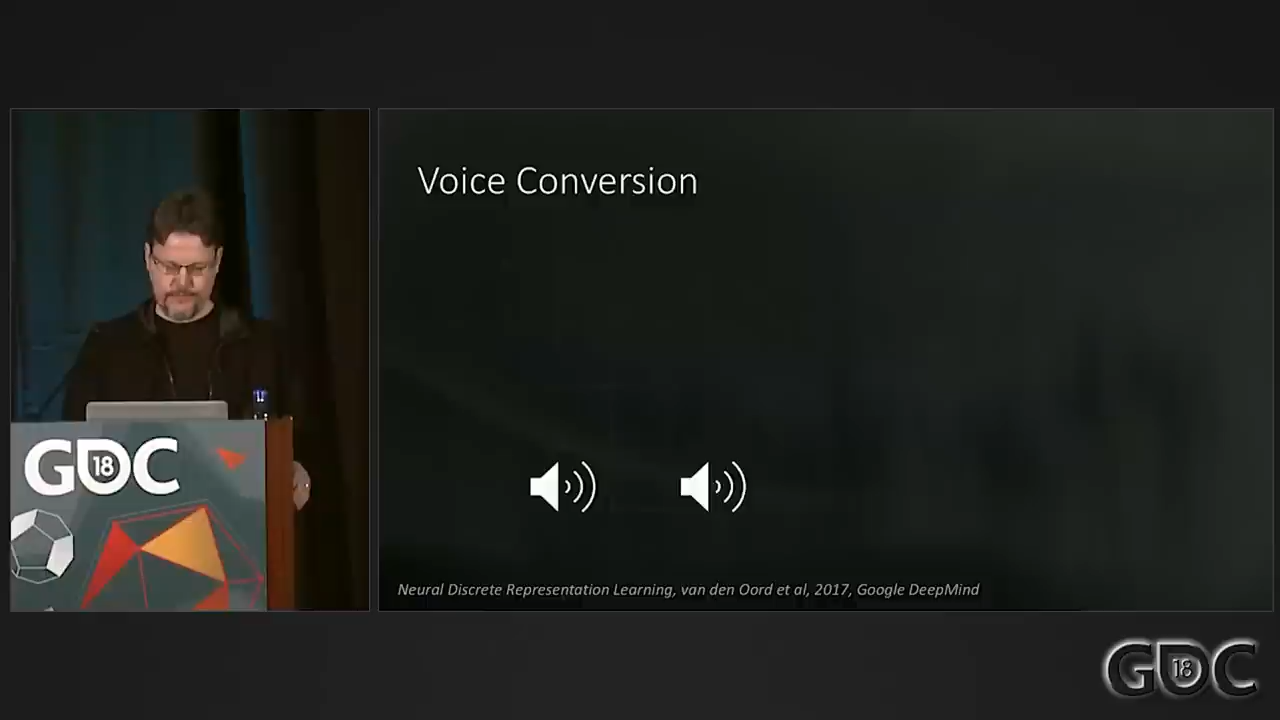 Voice Conversion
GDC
18
Neural Discrete Representation Learning, van den Oord et al, 2017, Google DeepMind
GDC
18